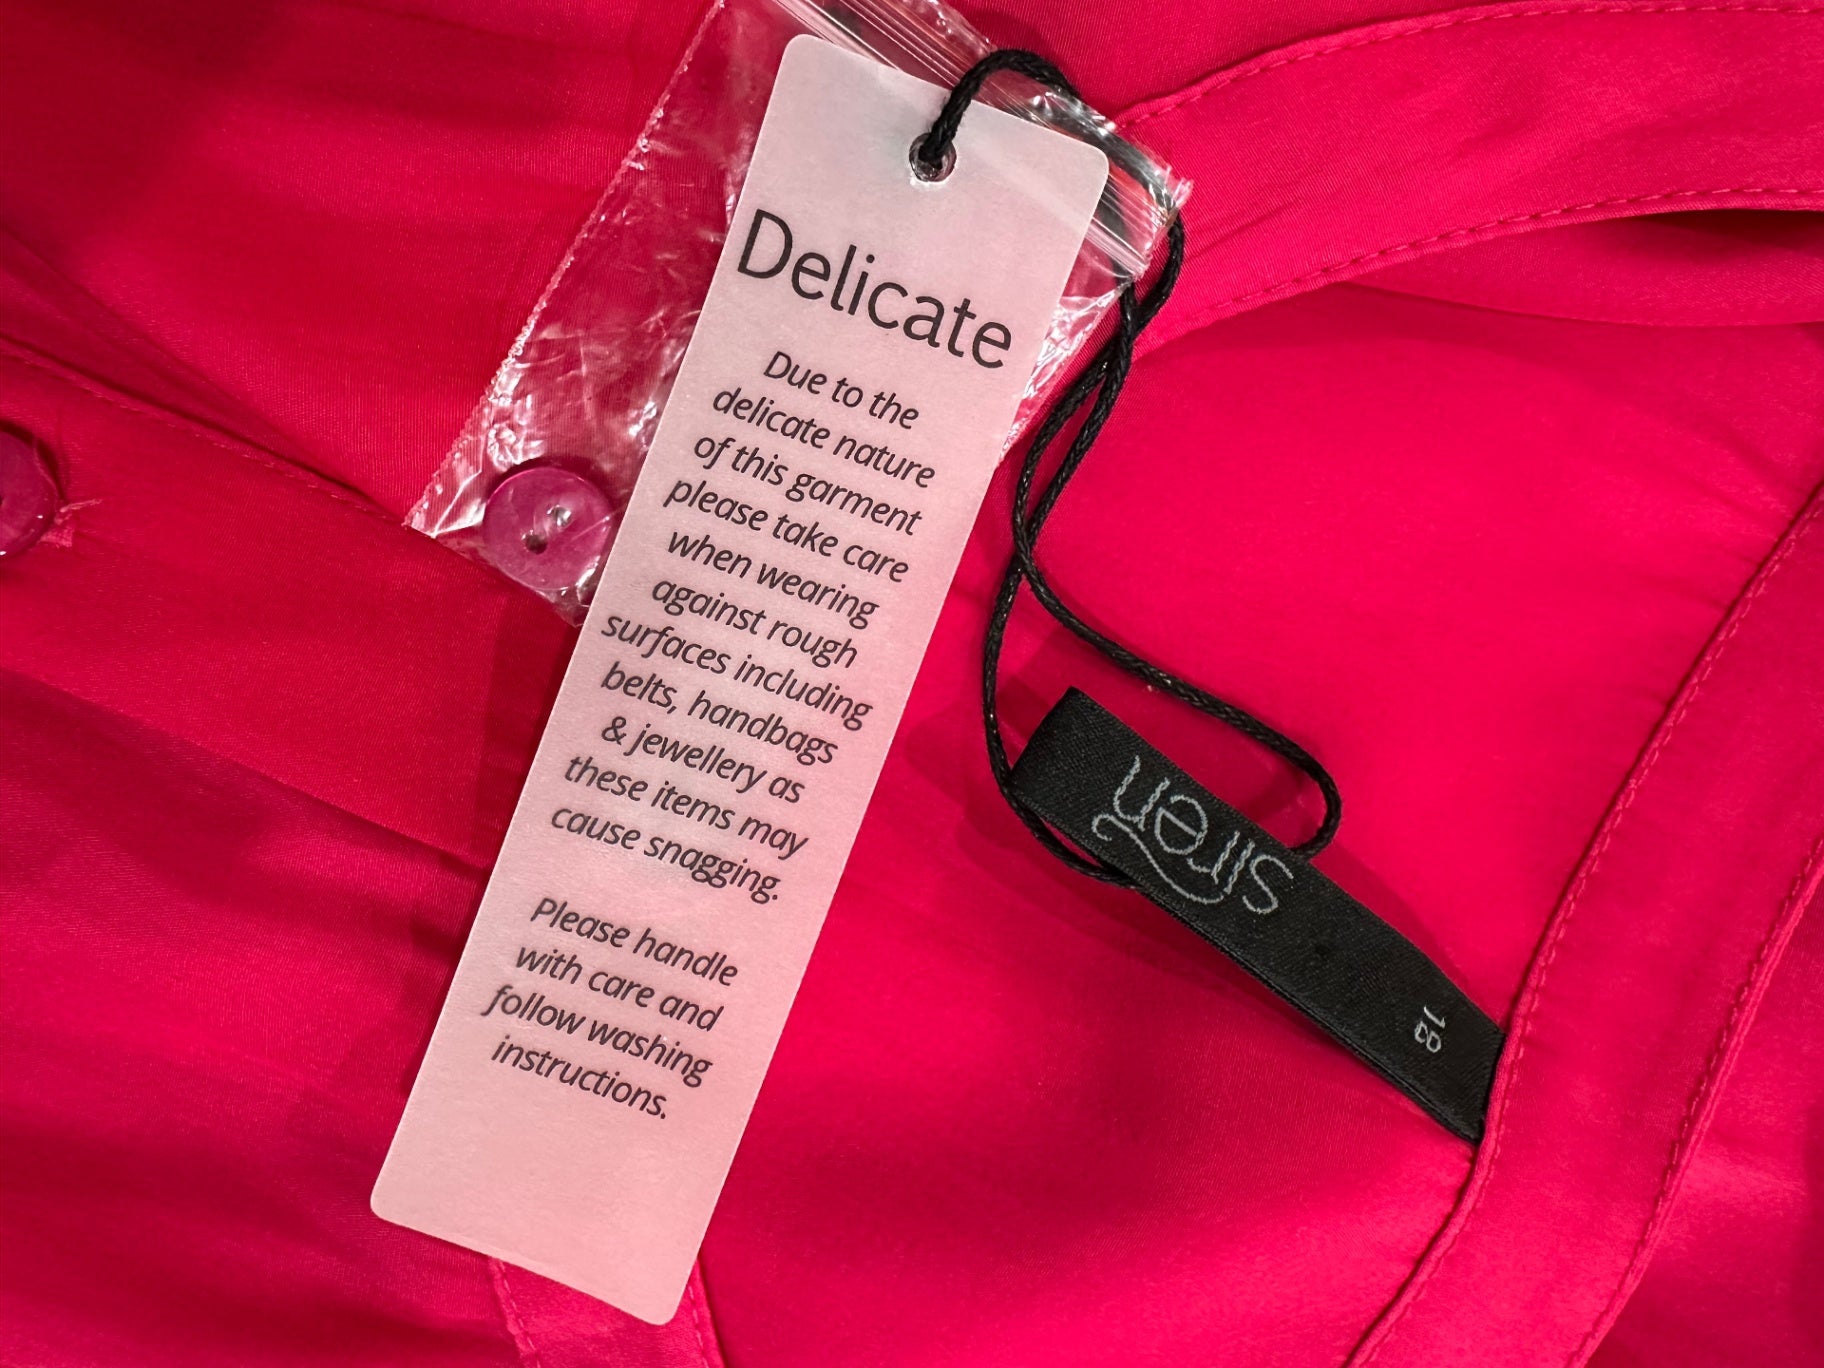 Delicate
Due to the
delicate nature
of this garment
please take care
when wearing
against rough
surfaces including
belts, handbags
& jewellery as
these items may
cause snagging.
Please handle
with care and
follow washing
instructions.
siren
18